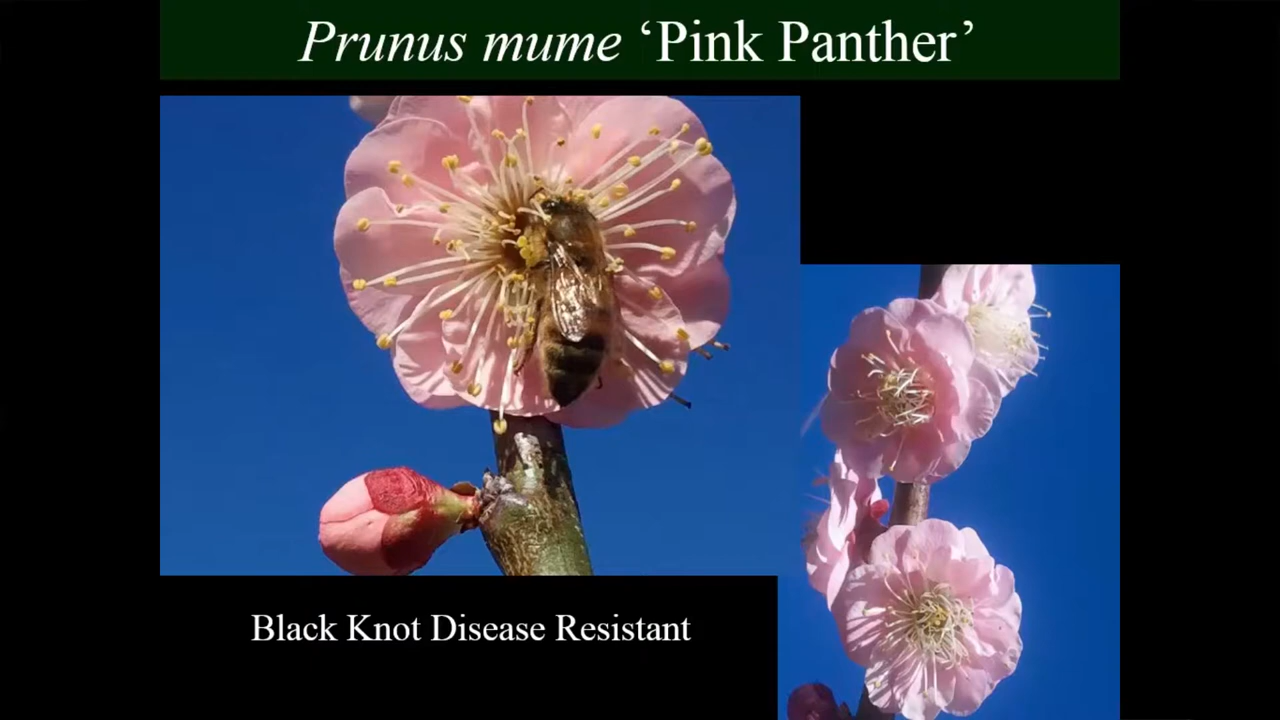 Prunus mume ‘Pink Panther’
Black Knot Disease Resistant